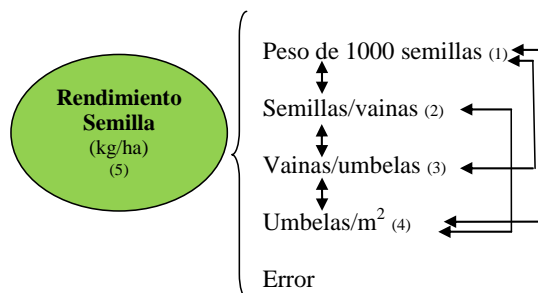 Rendimiento
Semilla
(kg/ha)
(5)
Peso de 1000 semillas (1)
Semillas/vainas (2)
Vainas/umbelas (3)
Umbelas/m² (4)
Error